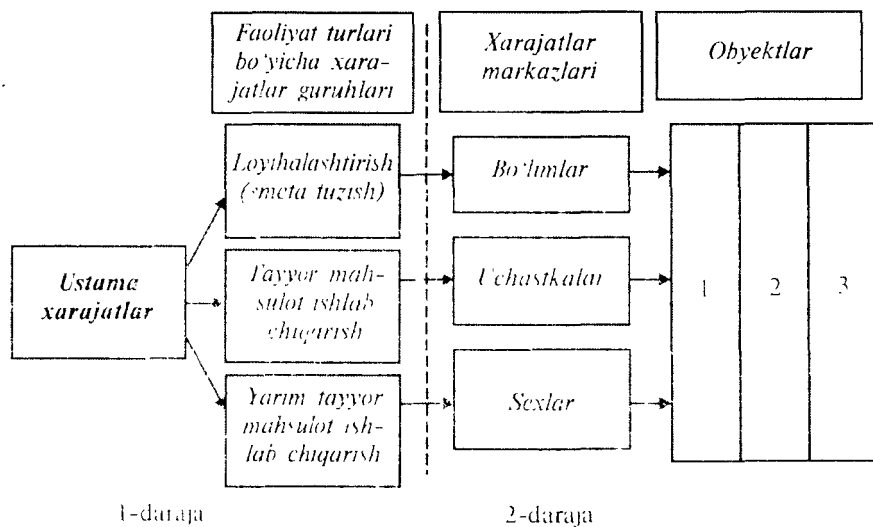 Faoliyat turlari
bo‘yicha xara-
jatlar guruhlari
Xarajatlar
markazlari
Obyektlar
Loyihalashtirish
(smeta tuzish)
Bo‘limlar
Ustama
xarajatlar
Tayyor mah-
sulot ishlab
chiqarish
Uchastkalar
1
2
3
Yarim tayyor
mahsulot ish-
lab chiqarish
Sexlar
1-daraja
2-daraja